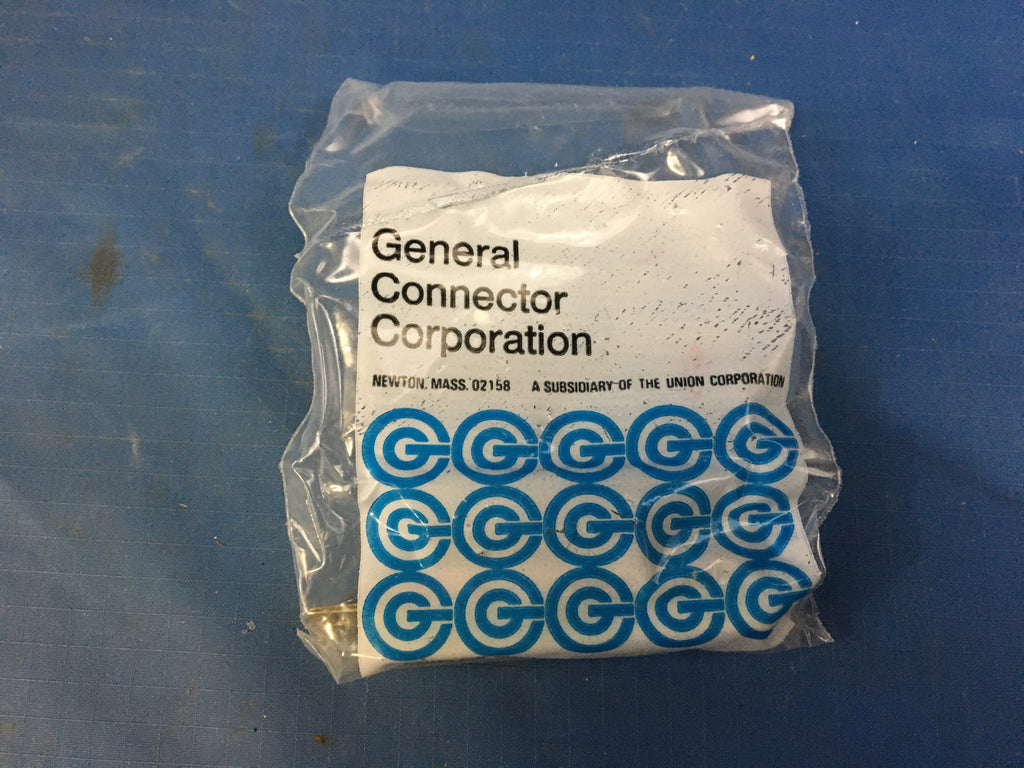 General
Connector
Corporation
NEWTON, MASS. 02158 A SUBSIDIARY OF THE UNION CORPORATION